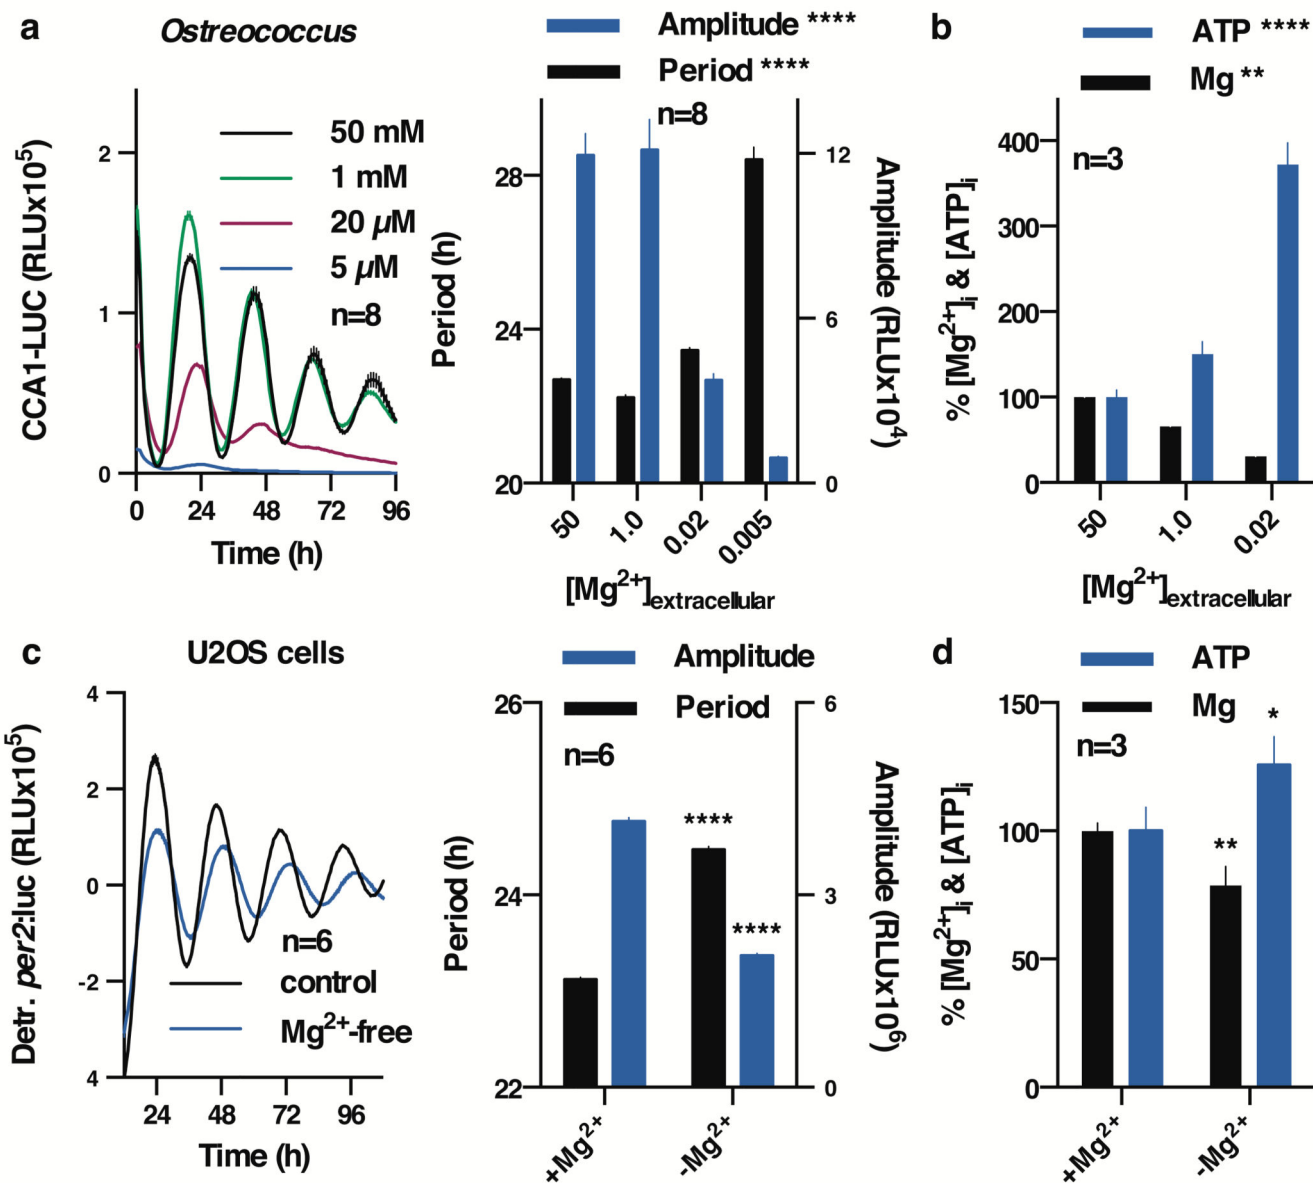 a
Ostreococcus
CCA1-LUC (RLUx10⁵)
2
1
0
50 mM
1 mM
20 µM
5 µM
n=8
0 24 48 72 96
Time (h)
Amplitude ****
Period ****
n=8
Period (h)
28
24
20
12
6
0
Amplitude (RLUx10⁴)
50 1.0 0.02 0.005
[Mg²⁺]extracellular
b
ATP ****
Mg **
n=3
% [Mg²⁺]i & [ATP]i
400
300
200
100
0
50 1.0 0.02
[Mg²⁺]extracellular
c
U2OS cells
Detr. per2:luc (RLUx10⁵)
4
2
0
-2
4
n=6
control
Mg²⁺-free
24 48 72 96
Time (h)
Amplitude
Period
n=6
Period (h)
26
24
22
****
****
6
3
0
Amplitude (RLUx10⁶)
+Mg²⁺ -Mg²⁺
d
ATP
Mg
n=3
% [Mg²⁺]i & [ATP]i
150
100
50
0
**
*
+Mg²⁺ -Mg²⁺